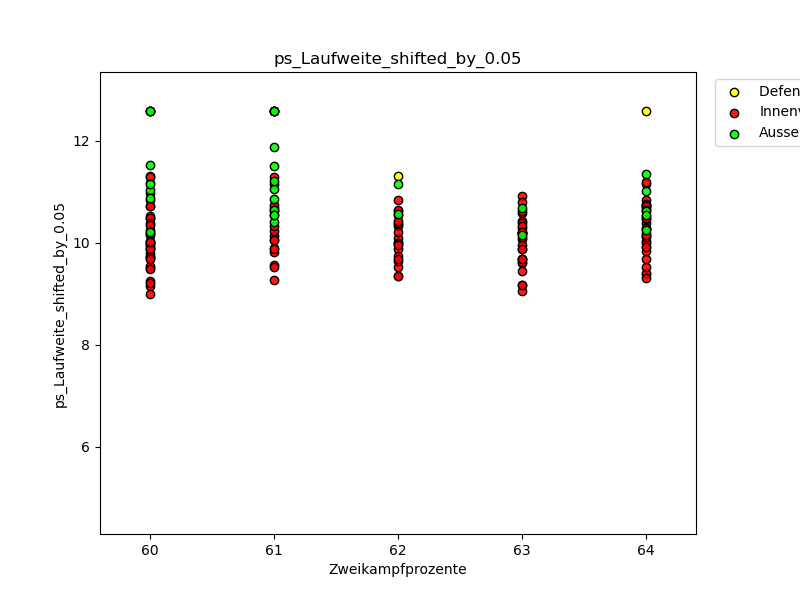 ps_Laufweite_shifted_by_0.05
Defen
Innenv
Ausse
12
10
8
6
ps_Laufweite_shifted_by_0.05
60 61 62 63 64
Zweikampfprozente